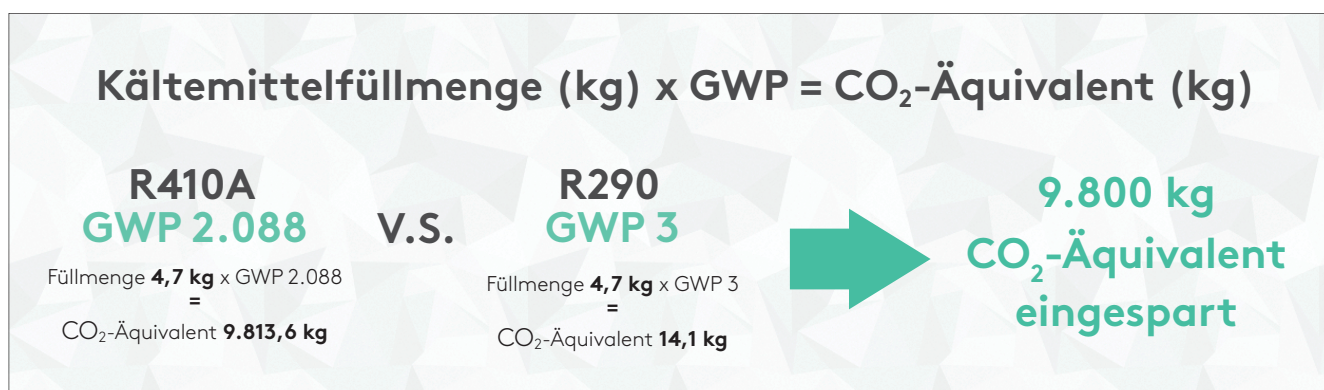 Kältemittelfüllmenge (kg) x GWP = CO₂-Äquivalent (kg)
R410A
GWP 2.088
Füllmenge 4,7 kg x GWP 2.088
=
CO₂-Äquivalent 9.813,6 kg
V.S.
R290
GWP 3
Füllmenge 4,7 kg x GWP 3
=
CO₂-Äquivalent 14,1 kg
9.800 kg
CO₂-Äquivalent
eingespart